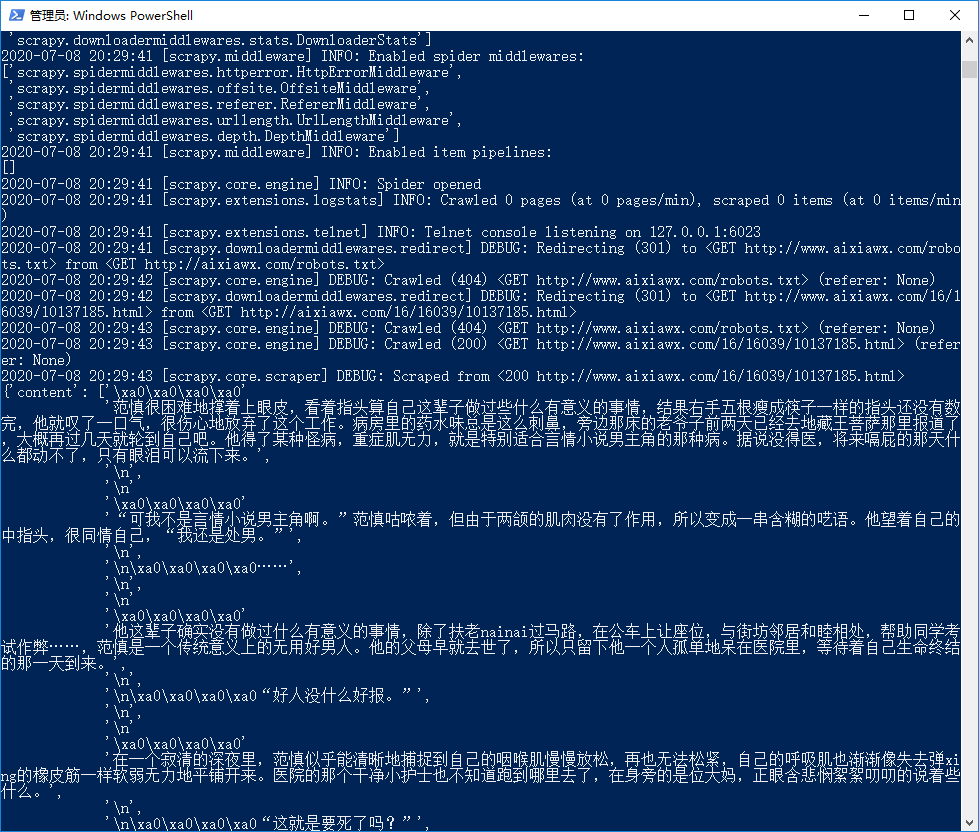 管理员: Windows PowerShell
'scrapy.downloadermiddlewares.stats.DownloaderStats']
2020-07-08 20:29:41 [scrapy.middleware] INFO: Enabled spider middlewares:
['scrapy.spidermiddlewares.httperror.HttpErrorMiddleware',
'scrapy.spidermiddlewares.offsite.OffsiteMiddleware',
'scrapy.spidermiddlewares.referer.RefererMiddleware',
'scrapy.spidermiddlewares.urllength.UrlLengthMiddleware',
'scrapy.spidermiddlewares.depth.DepthMiddleware']
2020-07-08 20:29:41 [scrapy.middleware] INFO: Enabled item pipelines:
[]
2020-07-08 20:29:41 [scrapy.core.engine] INFO: Spider opened
2020-07-08 20:29:41 [scrapy.extensions.logstats] INFO: Crawled 0 pages (at 0 pages/min), scraped 0 items (at 0 items/min
)
2020-07-08 20:29:41 [scrapy.extensions.telnet] INFO: Telnet console listening on 127.0.0.1:6023
2020-07-08 20:29:41 [scrapy.downloadermiddlewares.redirect] DEBUG: Redirecting (301) to <GET http://www.aixiawx.com/robo
ts.txt> from <GET http://aixiawx.com/robots.txt>
2020-07-08 20:29:42 [scrapy.core.engine] DEBUG: Crawled (404) <GET http://www.aixiawx.com/robots.txt> (referer: None)
2020-07-08 20:29:42 [scrapy.downloadermiddlewares.redirect] DEBUG: Redirecting (301) to <GET http://www.aixiawx.com/16/1
6039/10137185.html> from <GET http://aixiawx.com/16/16039/10137185.html>
2020-07-08 20:29:43 [scrapy.core.engine] DEBUG: Crawled (404) <GET http://www.aixiawx.com/robots.txt> (referer: None)
2020-07-08 20:29:43 [scrapy.core.engine] DEBUG: Crawled (200) <GET http://www.aixiawx.com/16/16039/10137185.html> (refer
er: None)
2020-07-08 20:29:43 [scrapy.core.scraper] DEBUG: Scraped from <200 http://www.aixiawx.com/16/16039/10137185.html>
{'content': ['\xa0\xa0\xa0\xa0'
'范慎很困难地撑着上眼皮，看着指头算自己这辈子做过些什么有意义的事情，结果右手五根瘦成筷子一样的指头还没有数
完，他就叹了一口气，很伤心地放弃了这个工作。病房里的药水味总是这么刺鼻，旁边那床的老爷子前两天已经去地藏王菩萨那里报道了
，大概再过几天就轮到自己吧。他得了某种怪病，重症肌无力，就是特别适合言情小说男主角的那种病。据说没得医，将来嗝屁的那天什
么都动不了，只有眼泪可以流下来。',
'\n',
'\n'
'\xa0\xa0\xa0\xa0'
'“可我不是言情小说男主角啊。”范慎咕哝着，但由于两颌的肌肉没有了作用，所以变成一串含糊的呓语。他望着自己的
中指头，很同情自己，“我还是处男。”',
'\n',
'\n\xa0\xa0\xa0\xa0……',
'\n',
'\n'
'\xa0\xa0\xa0\xa0'
'他这辈子确实没有做过什么有意义的事情，除了扶老nainai过马路，在公车上让座位，与街坊邻居和睦相处，帮助同学考
试作弊……，范慎是一个传统意义上的无用好男人。他的父母早就去世了，所以只留下他一个人孤单地呆在医院里，等待着自己生命终结
的那一天到来。',
'\n',
'\n\xa0\xa0\xa0\xa0“好人没什么好报。”',
'\n',
'\n'
'\xa0\xa0\xa0\xa0'
'在一个寂清的深夜里，范慎似乎能清晰地捕捉到自己的咽喉肌慢慢放松，再也无法松紧，自己的呼吸肌也渐渐像失去弹xi
ng的橡皮筋一样软弱无力地平铺开来。医院的那个干净小护士也不知道跑到哪里去了，在身旁的是位大妈，正眼含悲悯絮絮叨叨的说着些
什么。',
'\n',
'\n\xa0\xa0\xa0\xa0“这就是要死了吗？”',